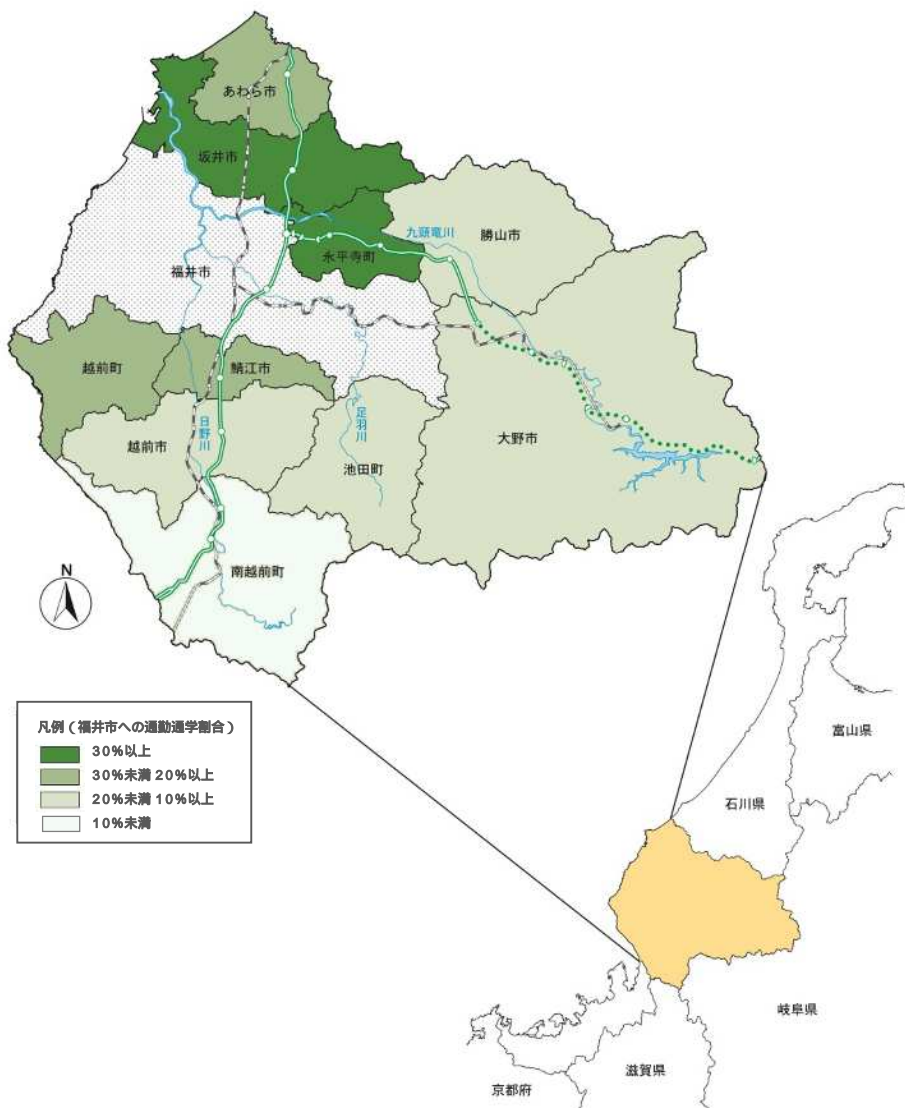 あわら市
坂井市
九頭竜川
勝山市
永平寺町
福井市
越前町
鯖江市
日野川
足羽川
大野市
越前市
池田町
N
南越前町
凡例(福井市への通勤通学割合)
30%以上
30%未満 20%以上
20%未満 10%以上
10%未満
富山県
石川県
岐阜県
滋賀県
京都府